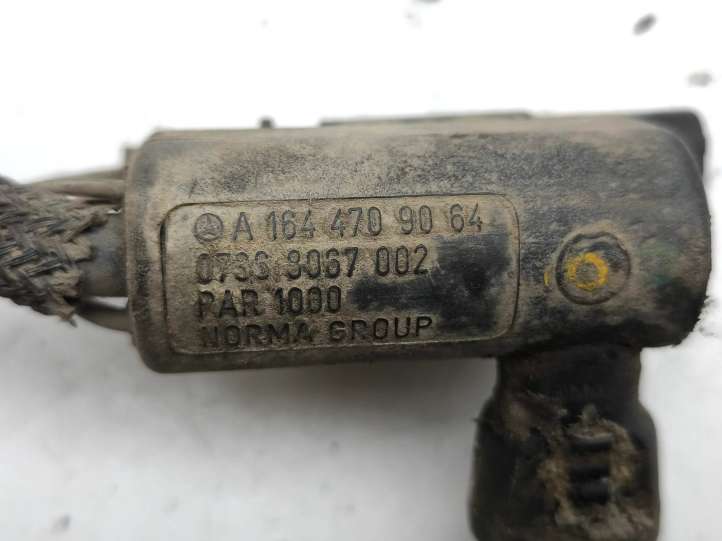 A 164 470 90 64
0736 8067 002
PAR 1000
NORMA GROUP